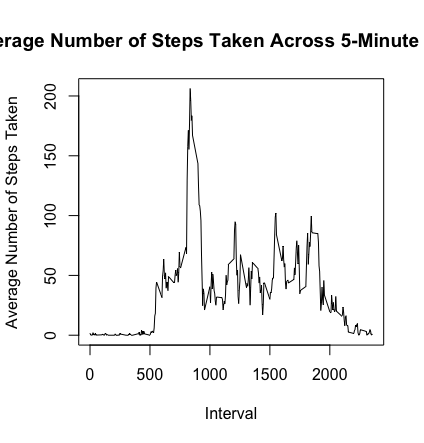 erage Number of Steps Taken Across 5-Minute
Average Number of Steps Taken
200
150
100
50
0
0 500 1000 1500 2000
Interval